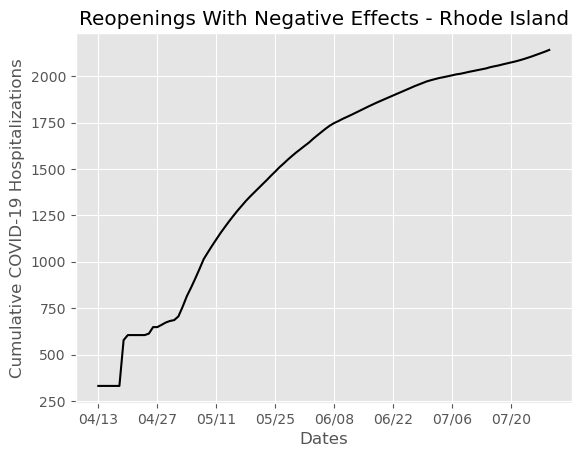 Reopenings With Negative Effects - Rhode Island
Cumulative COVID-19 Hospitalizations
2000
1750
1500
1250
1000
750
500
250
04/13 04/27 05/11 05/25 06/08 06/22 07/06 07/20
Dates